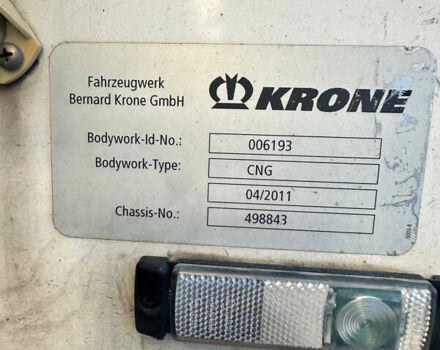 Fahrzeugwerk
Bernard Krone GmbH
KRONE
Bodywork-Id-No.: 006193
Bodywork-Type: CNG
04/2011
Chassis-No.: 498843